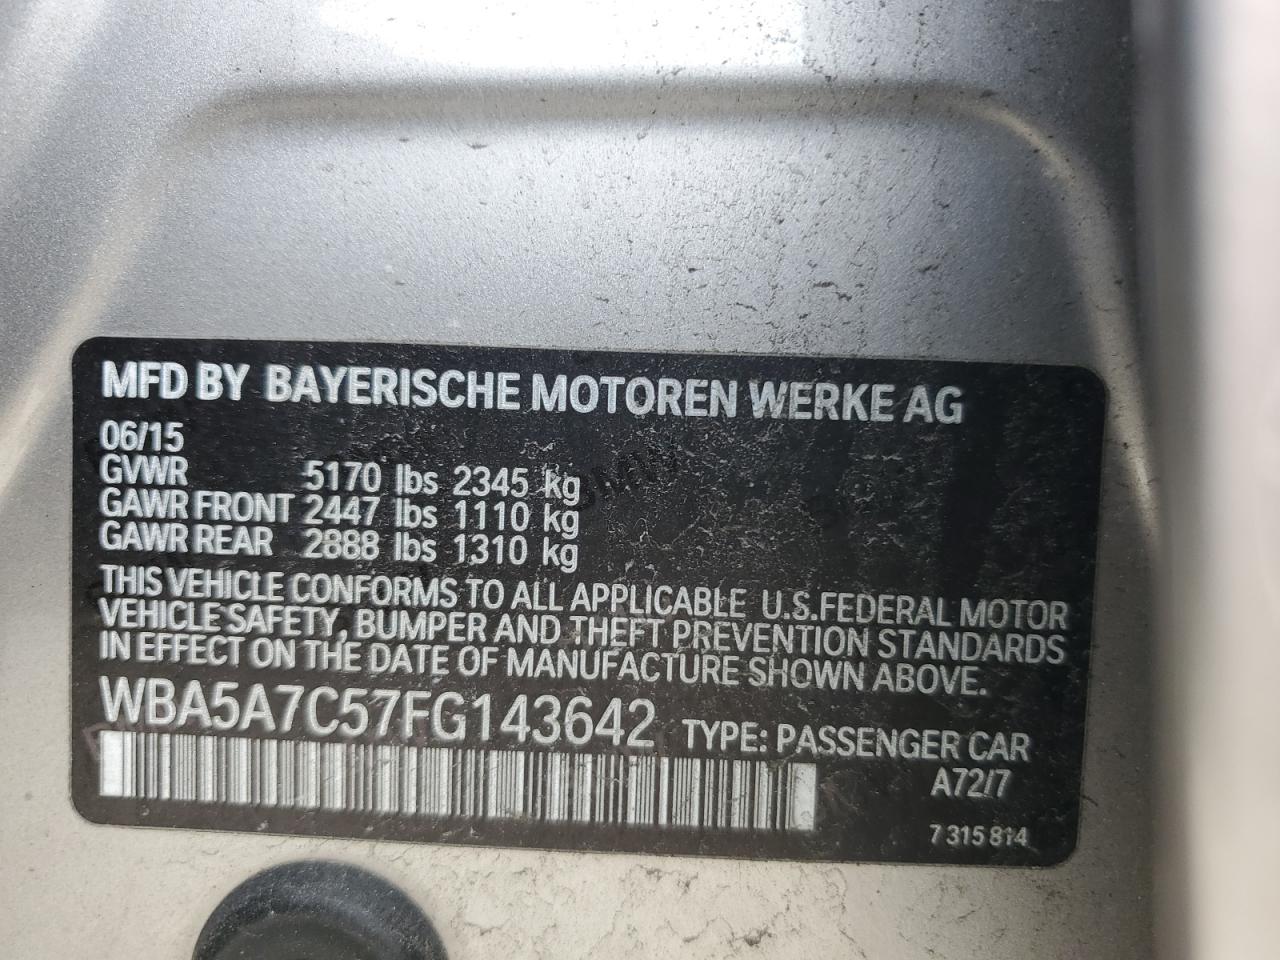 MFD BY BAYERISCHE MOTOREN WERKE AG
06/15
GVWR 5170 lbs 2345 kg
GAWR FRONT 2447 lbs 1110 kg
GAWR REAR 2888 lbs 1310 kg
THIS VEHICLE CONFORMS TO ALL APPLICABLE U.S.FEDERAL MOTOR
VEHICLE SAFETY, BUMPER AND THEFT PREVENTION STANDARDS
IN EFFECT ON THE DATE OF MANUFACTURE SHOWN ABOVE.
WBA5A7C57FG143642 TYPE: PASSENGER CAR
A72/7
7 315 814